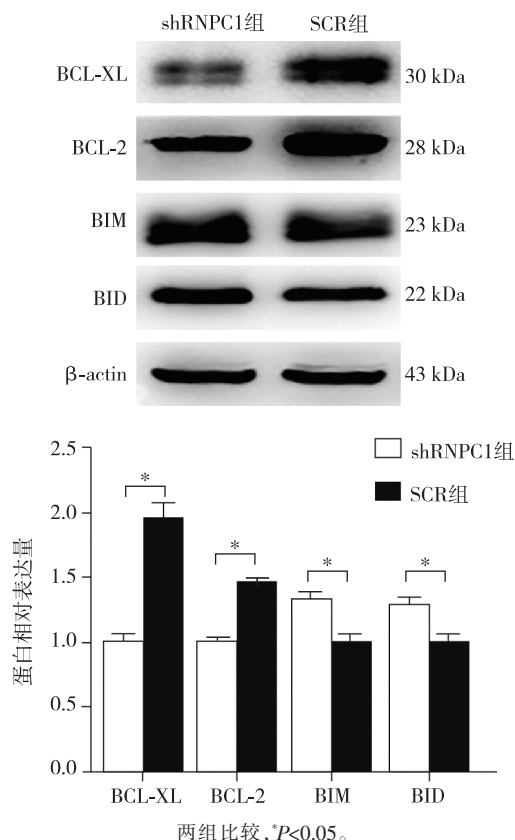 shRNPC1组 SCR组
BCL-XL 30 kDa
BCL-2 28 kDa
BIM 23 kDa
BID 22 kDa
β-actin 43 kDa
2.5
2.0
1.5
1.0
0.5
0.0
蛋白相对表达量
shRNPC1组
SCR组
* * * *
BCL-XL BCL-2 BIM BID
两组比较,*P<0.05。